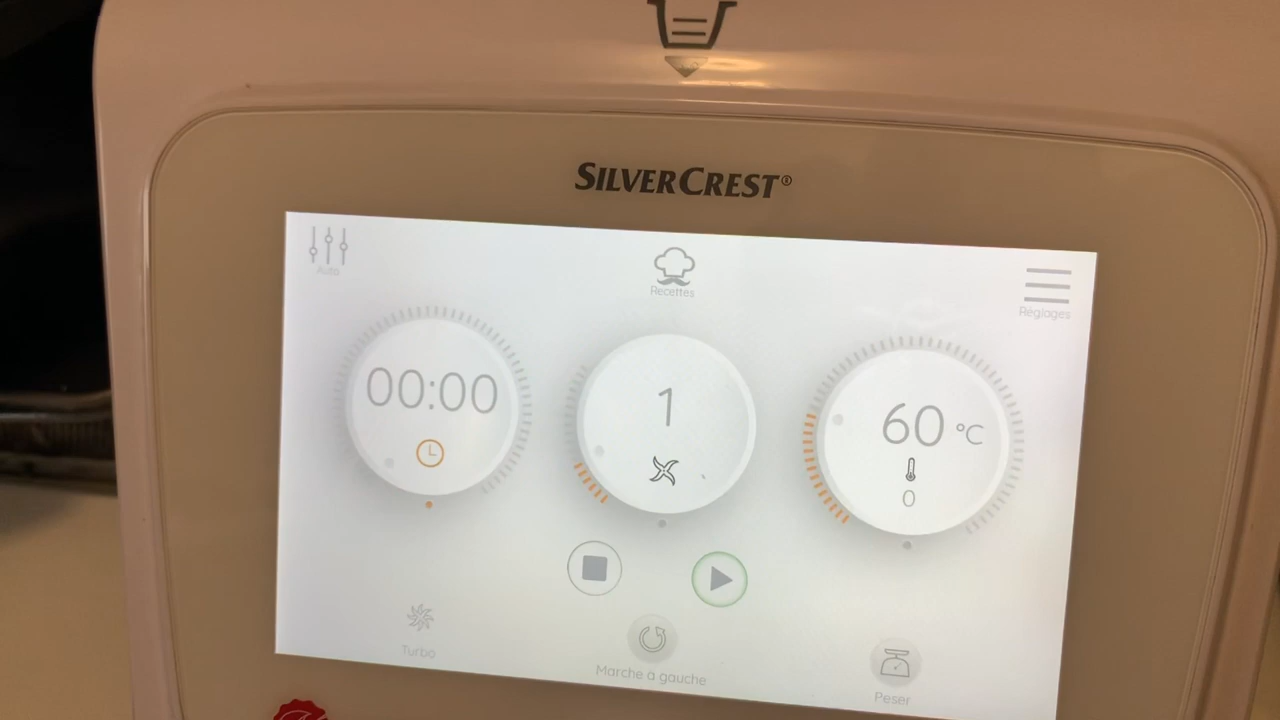 SILVERCREST®
Auto
Recettes
Réglages
00:00
1
60 °C
0
Turbo
Marche à gauche
Peser